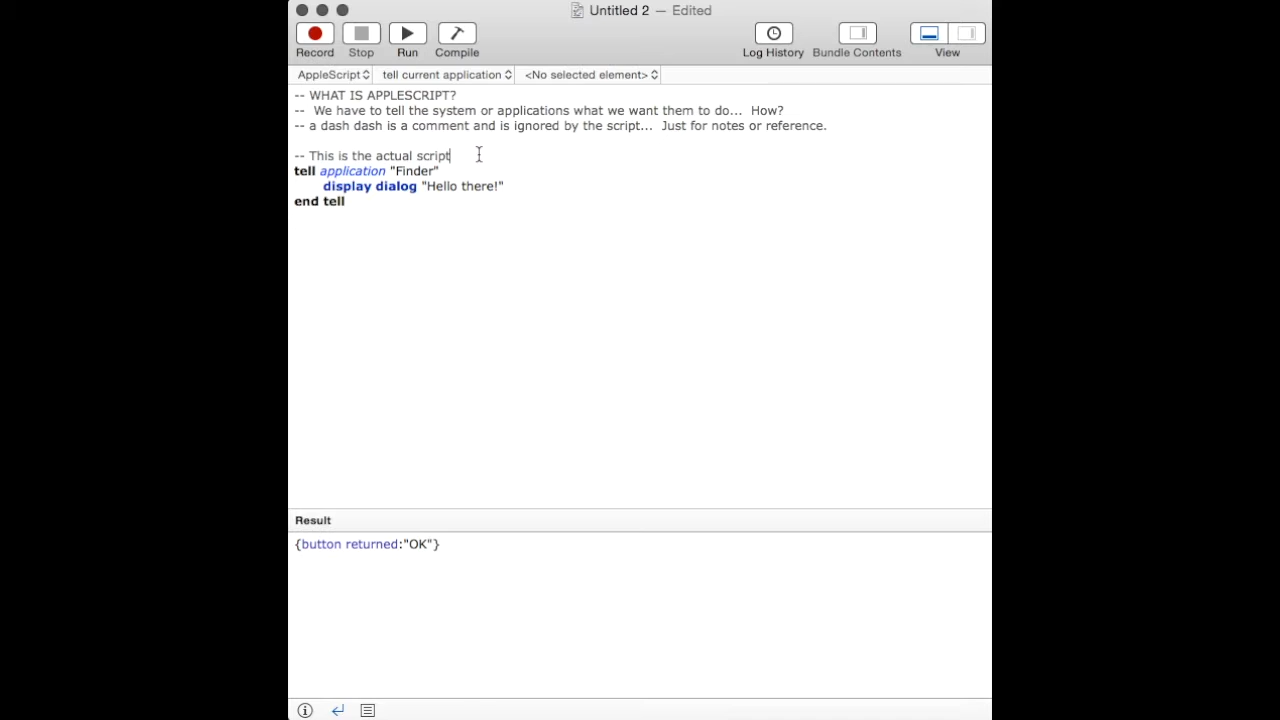 Untitled 2 — Edited
Record Stop Run Compile Log History Bundle Contents View
AppleScript tell current application <No selected element>
-- WHAT IS APPLESCRIPT?
--  We have to tell the system or applications what we want them to do...  How?
-- a dash dash is a comment and is ignored by the script...  Just for notes or reference.
-- This is the actual script
tell application "Finder"
display dialog "Hello there!"
end tell
Result
{button returned:"OK"}